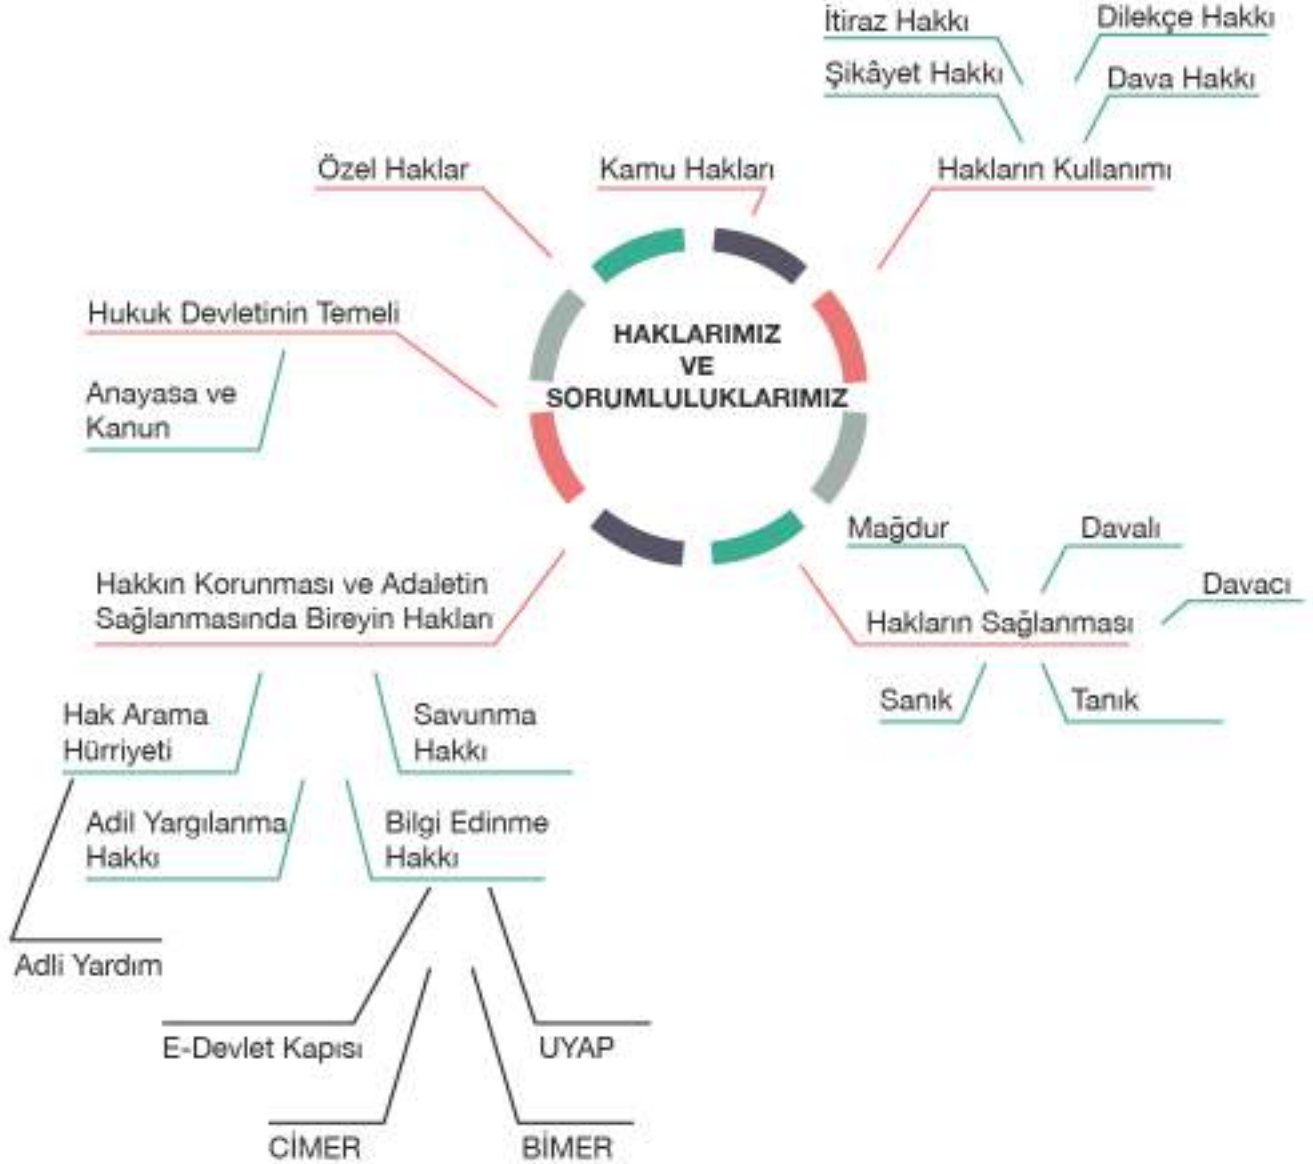 İtiraz Hakkı
Dilekçe Hakkı
Şikâyet Hakkı
Dava Hakkı
Özel Haklar
Kamu Hakları
Hakların Kullanımı
Hukuk Devletinin Temeli
HAKLARIMIZ
VE
SORUMLULUKLARIMIZ
Anayasa ve
Kanun
Mağdur
Davalı
Davacı
Hakların Sağlanması
Sanık
Tanık
Hakkın Korunması ve Adaletin
Sağlanmasında Bireyin Hakları
Hak Arama
Hürriyeti
Savunma
Hakkı
Adil Yargılanma
Hakkı
Bilgi Edinme
Hakkı
Adli Yardım
E-Devlet Kapısı
UYAP
CİMER
BİMER